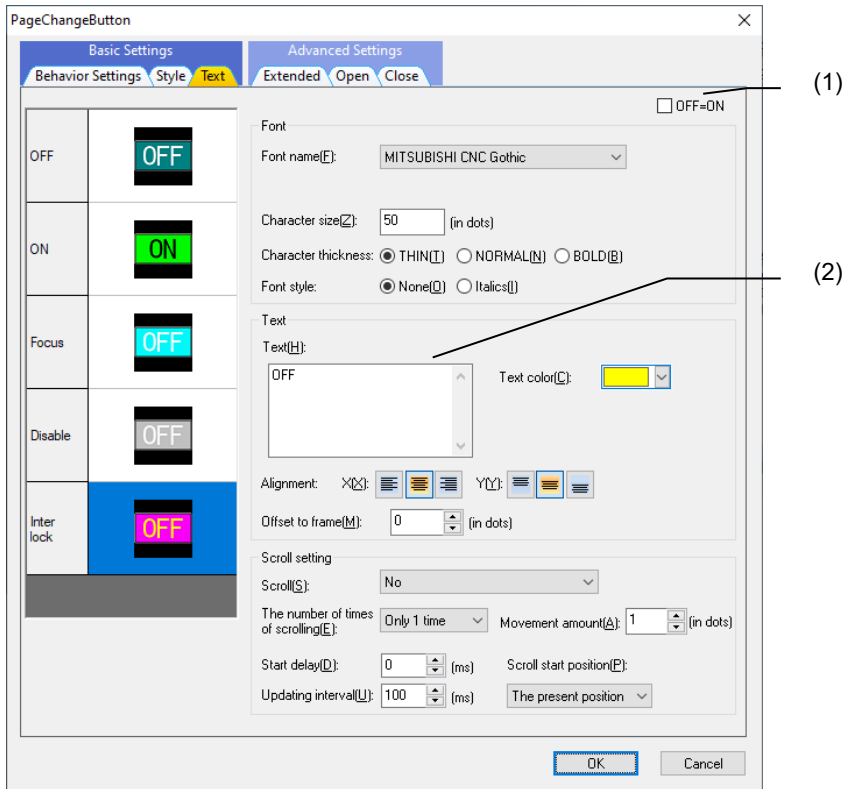 PageChangeButton
Basic Settings
Advanced Settings
Behavior Settings Style Text
Extended Open Close
(1)
OFF=ON
OFF
OFF
ON
ON
Focus
OFF
Disable
OFF
Inter
lock
OFF
Font
Font name(F): MITSUBISHI CNC Gothic
Character size(Z): 50 (in dots)
Character thickness: THIN(T) NORMAL(N) BOLD(B)
(2)
Font style: None(O) Italics(I)
Text
Text(H):
OFF
Text color(C):
Alignment: X(X): Y(Y):
Offset to frame(M): 0 (in dots)
Scroll setting
Scroll(S): No
The number of times
of scrolling(E): Only 1 time Movement amount(A): 1 (in dots)
Start delay(D): 0 (ms) Scroll start position(P):
Updating interval(U): 100 (ms) The present position
OK Cancel